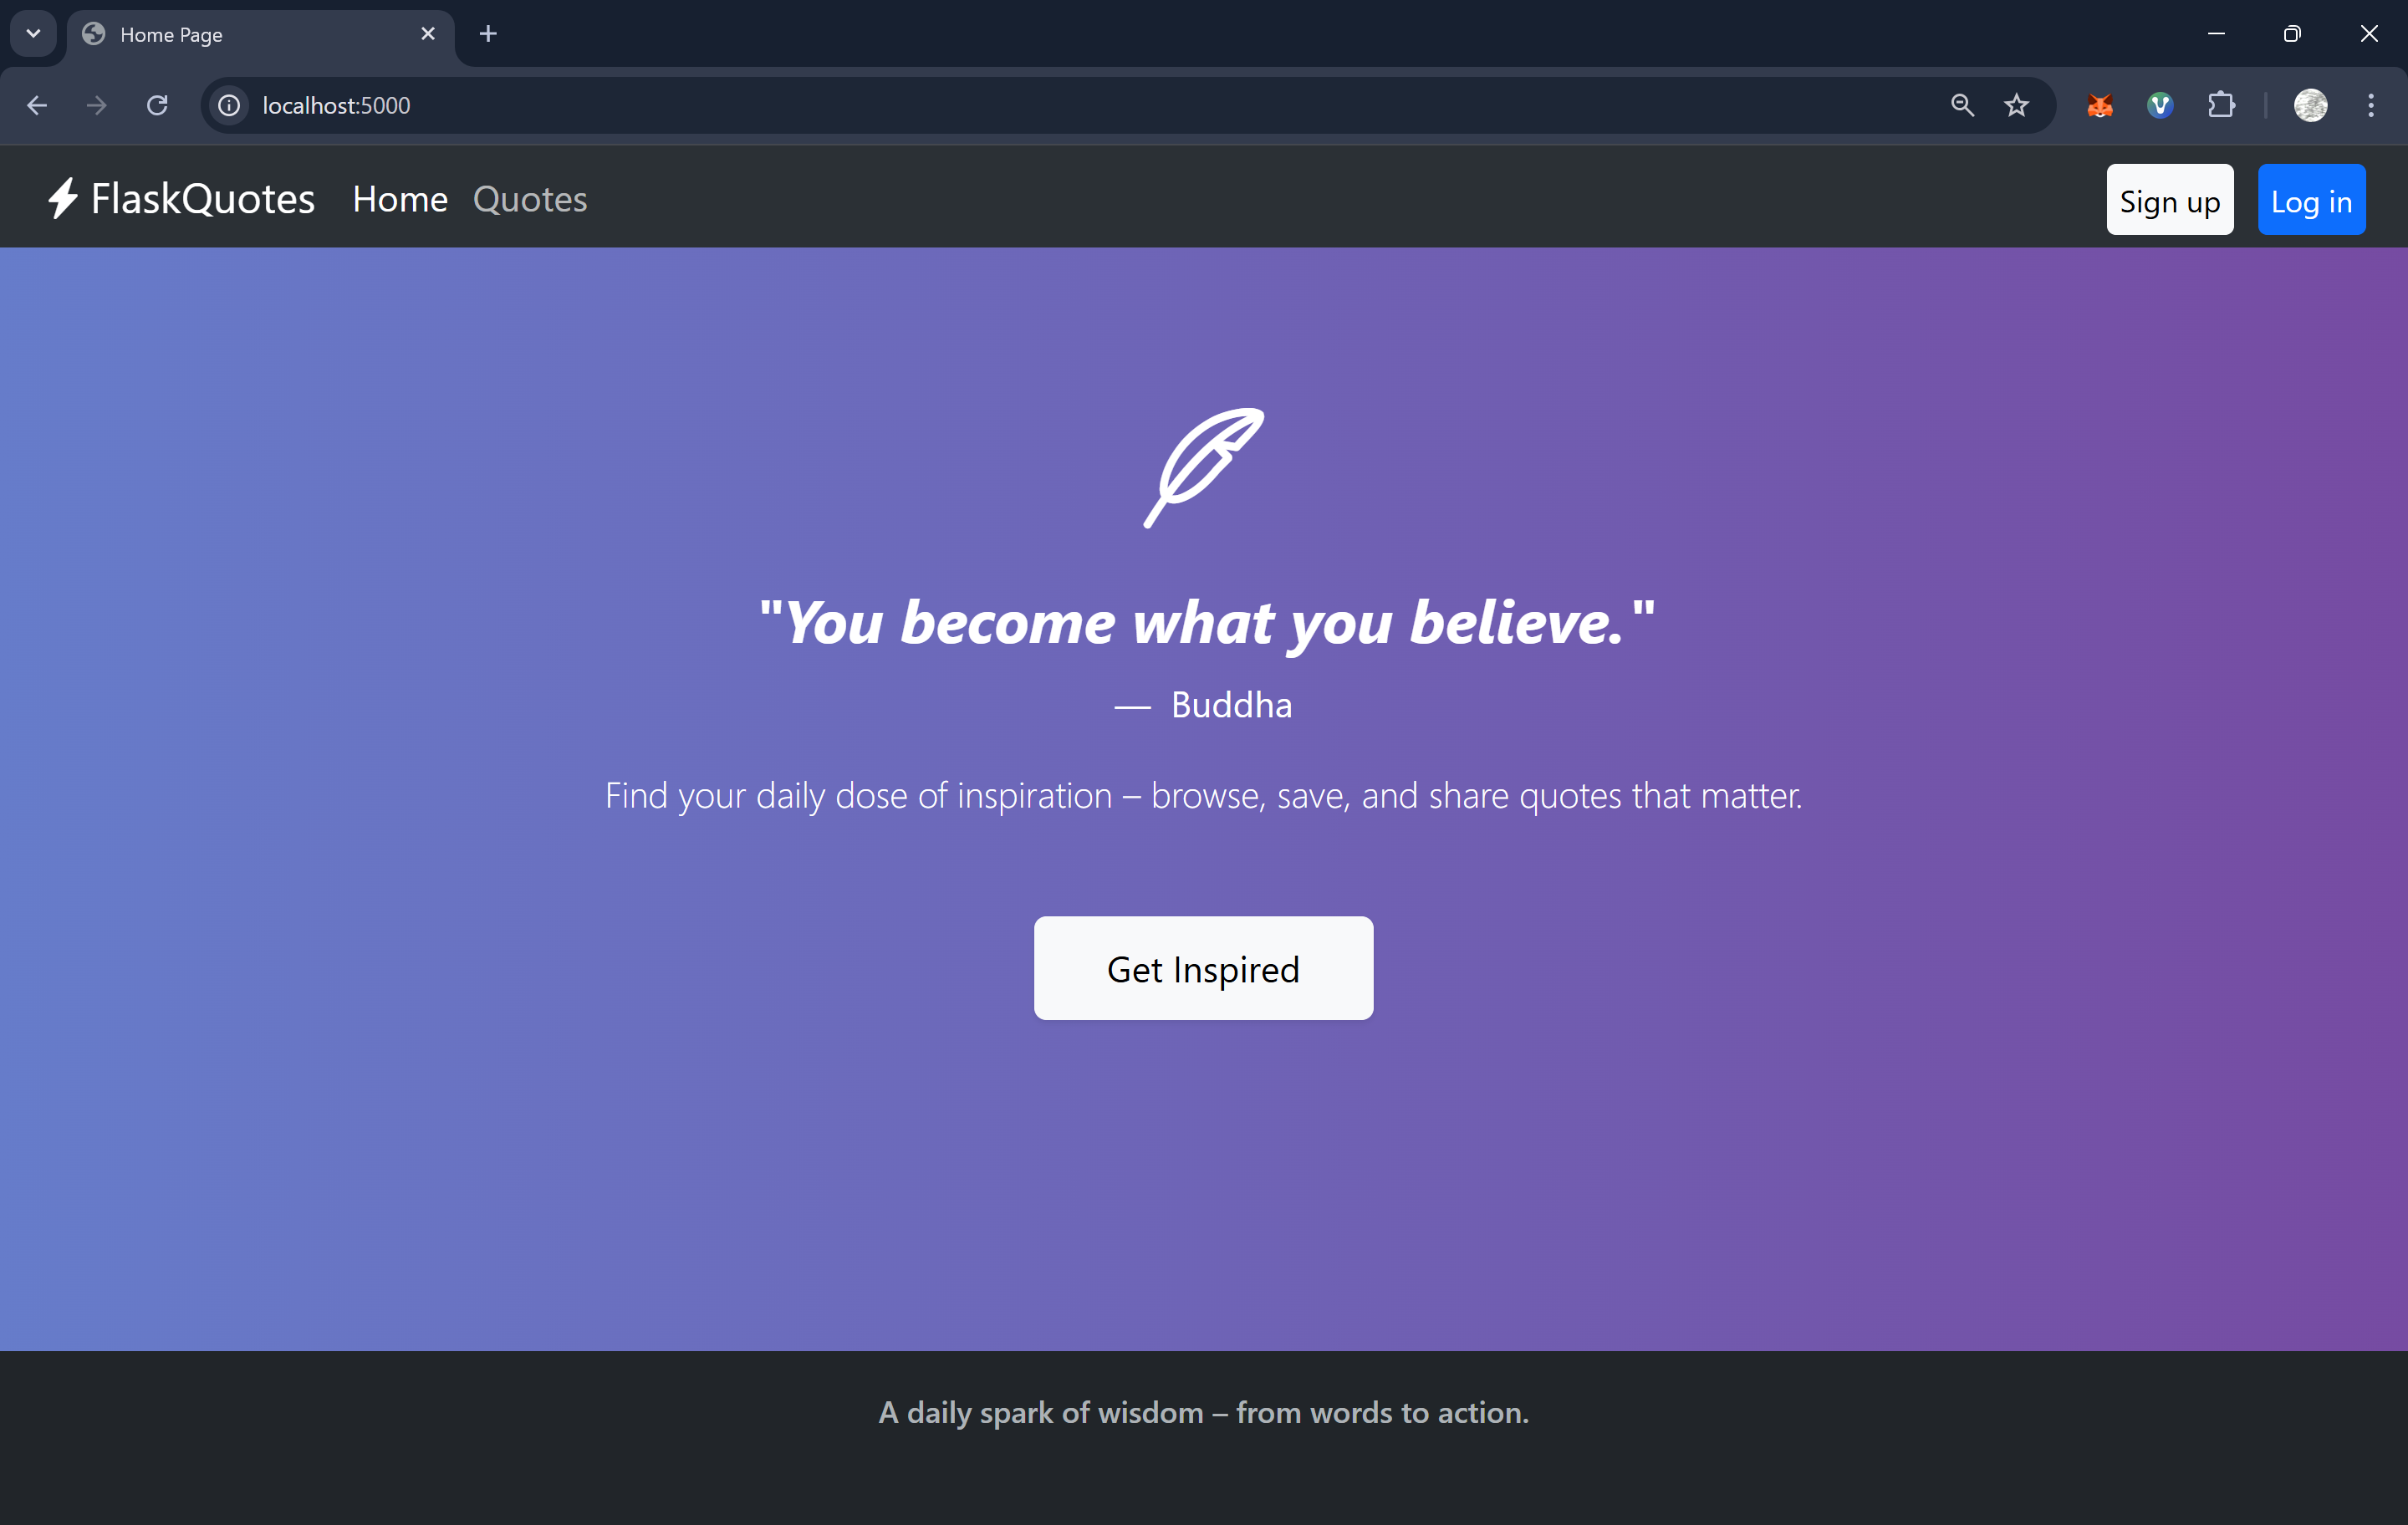 Home Page
localhost:5000
FlaskQuotes Home Quotes Sign up Log in
"You become what you believe."
— Buddha
Find your daily dose of inspiration – browse, save, and share quotes that matter.
Get Inspired
A daily spark of wisdom – from words to action.